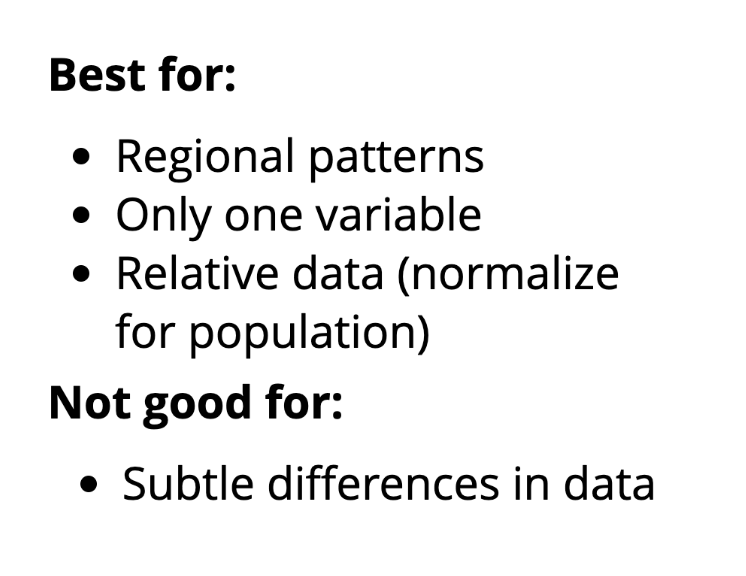 Best for:
• Regional patterns
• Only one variable
• Relative data (normalize
for population)
Not good for:
• Subtle differences in data